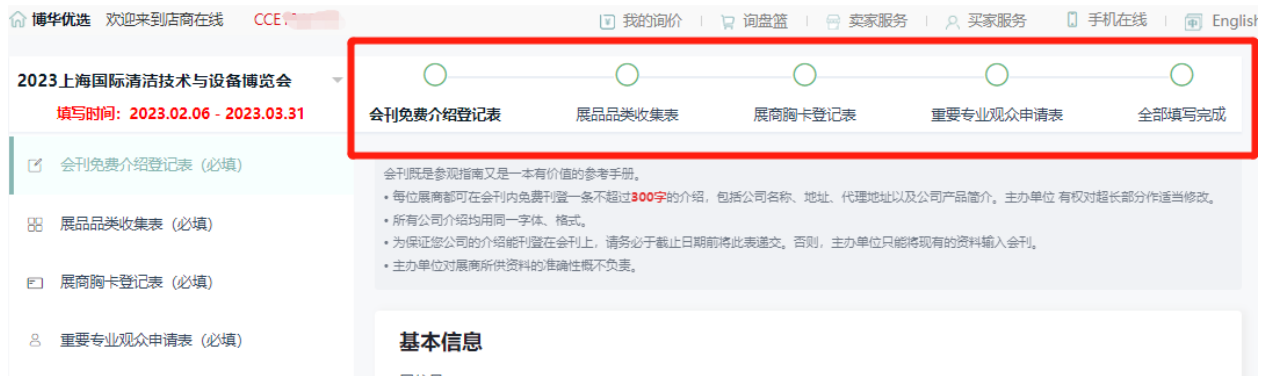 博华优选 欢迎来到店商在线 CCE
我的询价 询盘篮 卖家服务 买家服务 手机在线 English
2023上海国际清洁技术与设备博览会
填写时间：2023.02.06 - 2023.03.31
会刊免费介绍登记表 展品品类收集表 展商胸卡登记表 重要专业观众申请表 全部填写完成
会刊免费介绍登记表（必填）
展品品类收集表（必填）
展商胸卡登记表（必填）
重要专业观众申请表（必填）
会刊既是参观指南又是一本有价值的参考手册。
• 每位展商都可在会刊内免费刊登一条不超过300字的介绍，包括公司名称、地址、代理地址以及公司产品简介。主办单位 有权对超长部分作适当修改。
• 所有公司介绍均用同一字体、格式。
• 为保证您公司的介绍能刊登在会刊上，请务必于截止日期前将此表递交。否则，主办单位只能将现有的资料输入会刊。
• 主办单位对展商所供资料的准确性概不负责。
基本信息